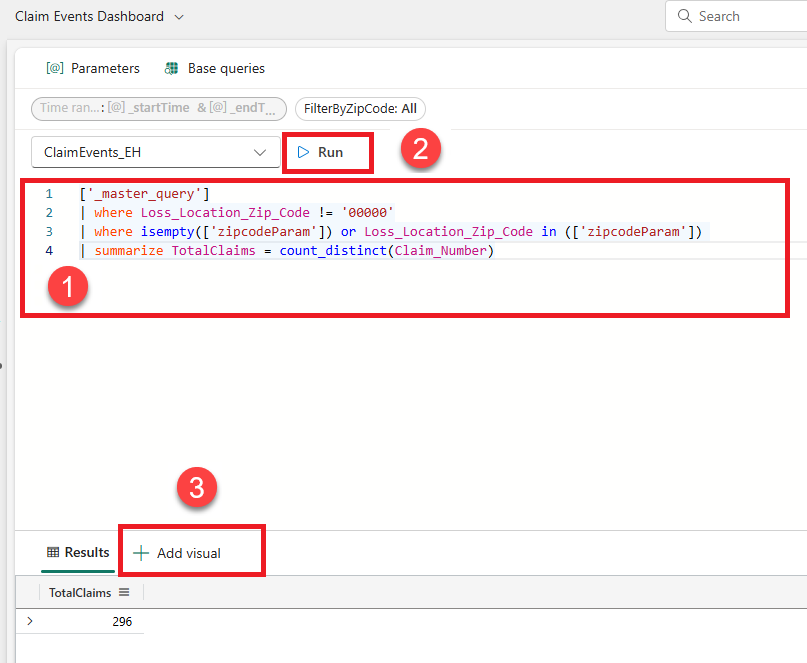 Claim Events Dashboard
Search
[@] Parameters Base queries
Time ran...: [@] _startTime & [@] _endT... FilterByZipCode: All
ClaimEvents_EH Run 2
1 ['_master_query']
2 | where Loss_Location_Zip_Code != '00000'
3 | where isempty(['zipcodeParam']) or Loss_Location_Zip_Code in (['zipcodeParam'])
4 | summarize TotalClaims = count_distinct(Claim_Number)
1
3
Results + Add visual
TotalClaims
296